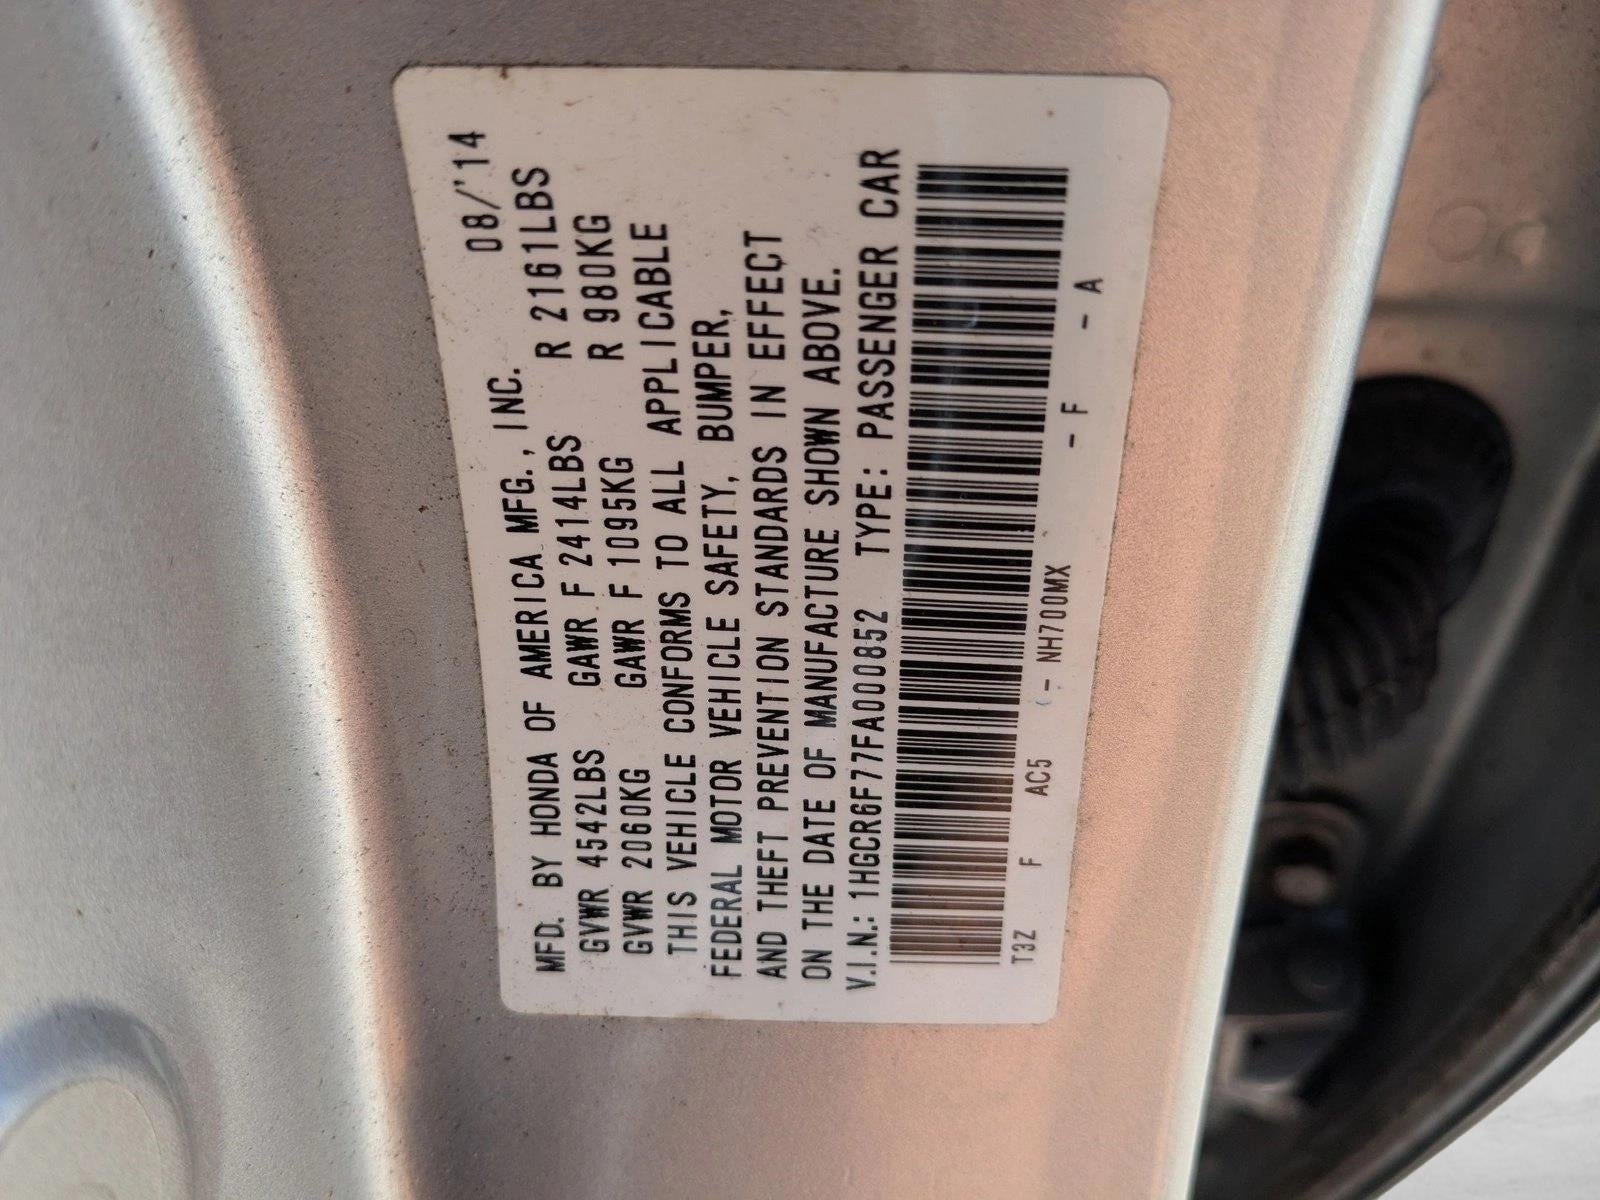 MFD. BY HONDA OF AMERICA MFG., INC. 08/'14
GVWR 4542LBS GAWR F 2414LBS R 2161LBS
GVWR 2060KG GAWR F 1095KG R 980KG
THIS VEHICLE CONFORMS TO ALL APPLICABLE
FEDERAL MOTOR VEHICLE SAFETY, BUMPER,
AND THEFT PREVENTION STANDARDS IN EFFECT
ON THE DATE OF MANUFACTURE SHOWN ABOVE.
V.I.N.: 1HGCR6F77FA000852 TYPE: PASSENGER CAR
T3Z F AC5 - NH700MX - F - A